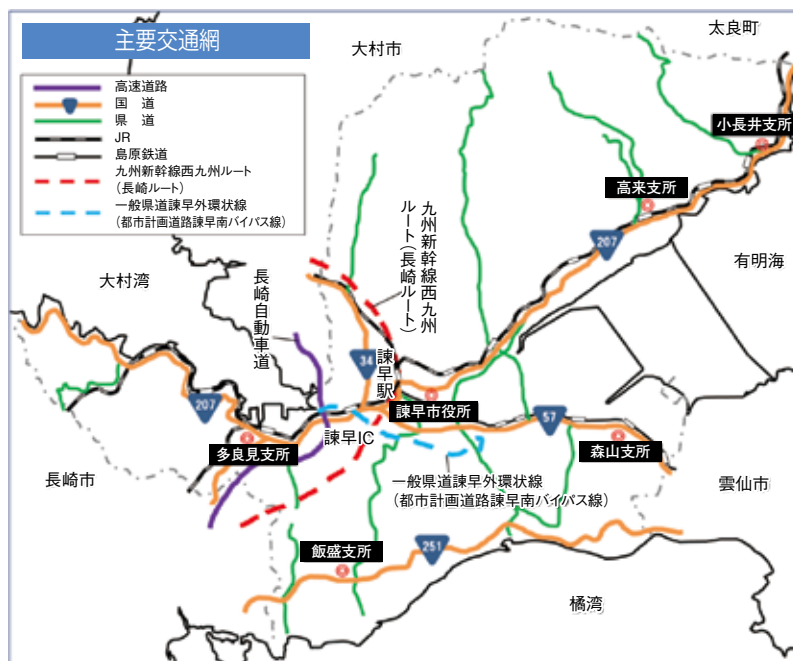 主要交通網
高速道路
国　道
県　道
JR
島原鉄道
九州新幹線西九州ルート
(長崎ルート)
一般県道諫早外環状線
(都市計画道路諫早南バイパス線)
大村市
太良町
小長井支所
高来支所
207
有明海
大村湾
長崎自動車道
九州新幹線西九州
ルート(長崎ルート)
34
諫早駅
207
諫早市役所
諫早IC
57
多良見支所
森山支所
長崎市
一般県道諫早外環状線
(都市計画道路諫早南バイパス線)
雲仙市
飯盛支所
251
橘湾